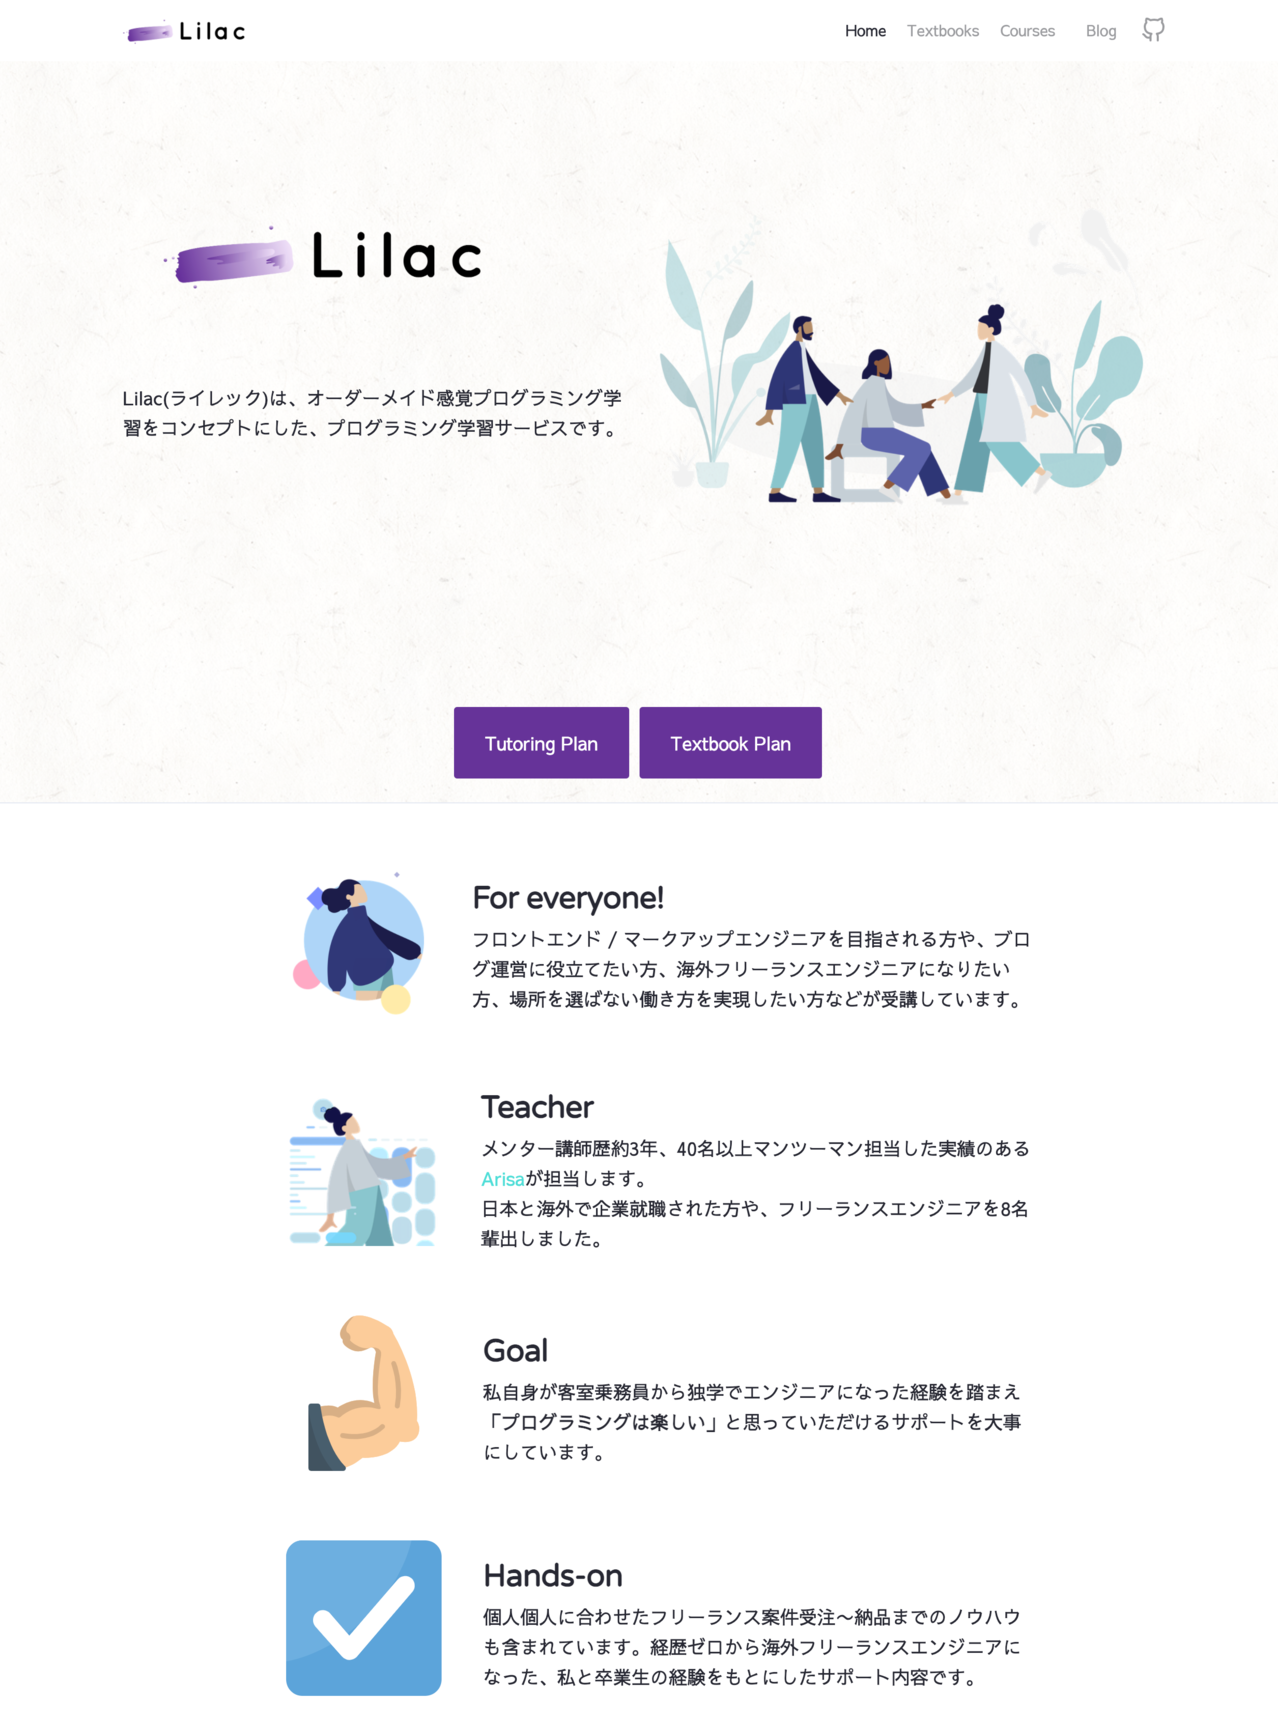 Lilac
Home
Textbooks
Courses
Blog
Lilac
Lilac(ライレック)は、オーダーメイド感覚プログラミング学
習をコンセプトにした、プログラミング学習サービスです。
Tutoring Plan
Textbook Plan
For everyone!
フロントエンド / マークアップエンジニアを目指される方や、ブロ
グ運営に役立てたい方、海外フリーランスエンジニアになりたい
方、場所を選ばない働き方を実現したい方などが受講しています。
Teacher
メンター講師歴約3年、40名以上マンツーマン担当した実績のある
Arisaが担当します。
日本と海外で企業就職された方や、フリーランスエンジニアを8名
輩出しました。
Goal
私自身が客室乗務員から独学でエンジニアになった経験を踏まえ
「プログラミングは楽しい」と思っていただけるサポートを大事
にしています。
Hands-on
個人個人に合わせたフリーランス案件受注〜納品までのノウハウ
も含まれています。経歴ゼロから海外フリーランスエンジニアに
なった、私と卒業生の経験をもとにしたサポート内容です。